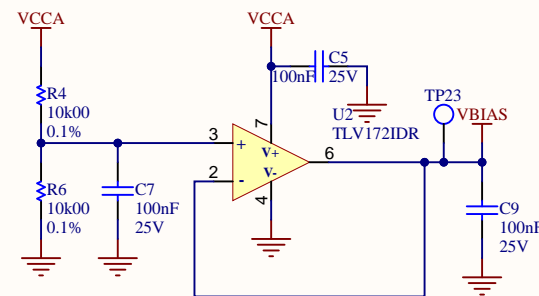 VCCA
VCCA
R4
10k00
0.1%
C5
100nF
25V
U2
TLV172IDR
TP23
VBIAS
7
3
+
V+
6
2
-
V-
4
R6
10k00
0.1%
C7
100nF
25V
C9
100nF
25V